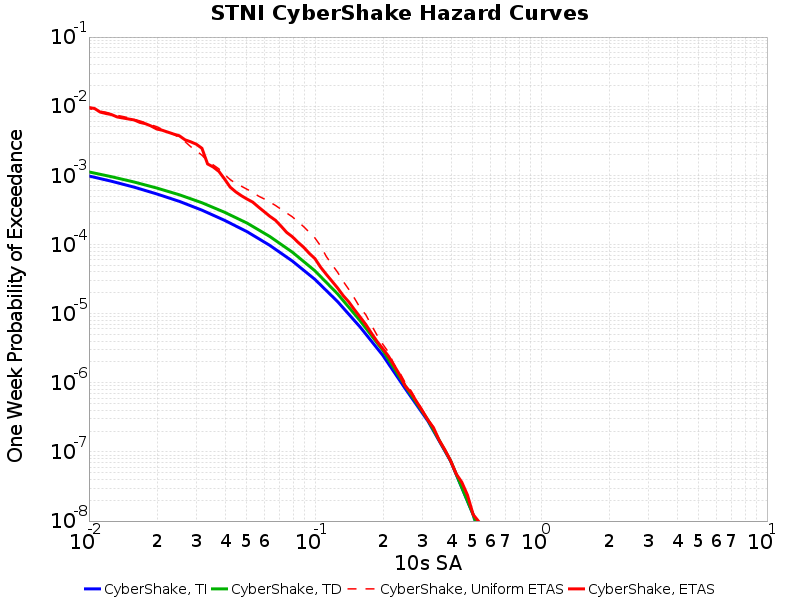 STNI CyberShake Hazard Curves
One Week Probability of Exceedance
10-1
10-2
10-3
10-4
10-5
10-6
10-7
10-8
10-2 2 3 4 5 6 10-1 2 3 4 5 6 7 100 2 3 4 5 6 7 101
10s SA
CyberShake, TI CyberShake, TD CyberShake, Uniform ETAS CyberShake, ETAS